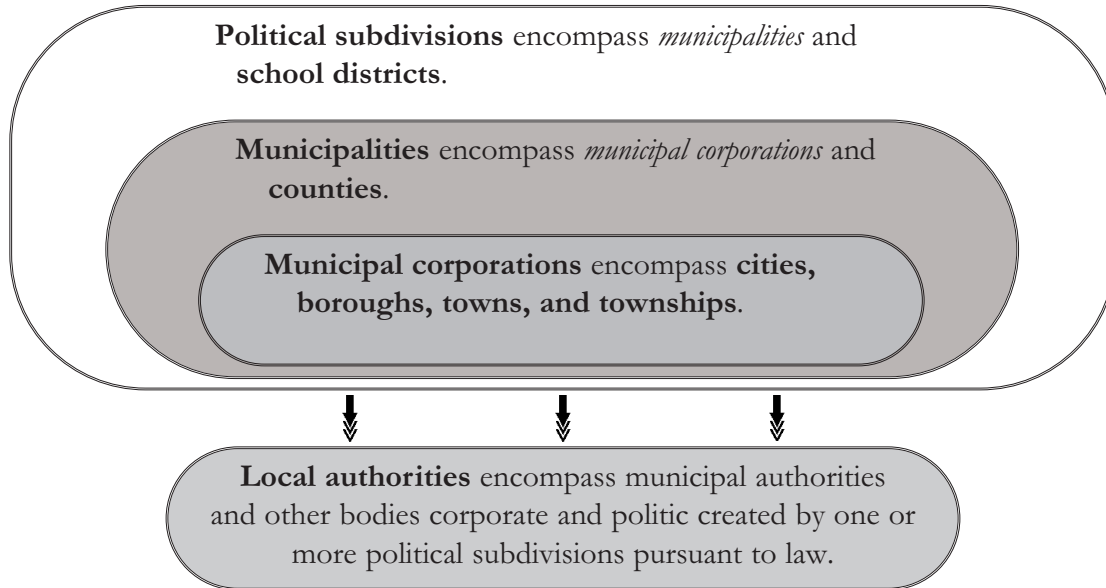 Political subdivisions encompass municipalities and
school districts.
Municipalities encompass municipal corporations and
counties.
Municipal corporations encompass cities,
boroughs, towns, and townships.
Local authorities encompass municipal authorities
and other bodies corporate and politic created by one or
more political subdivisions pursuant to law.